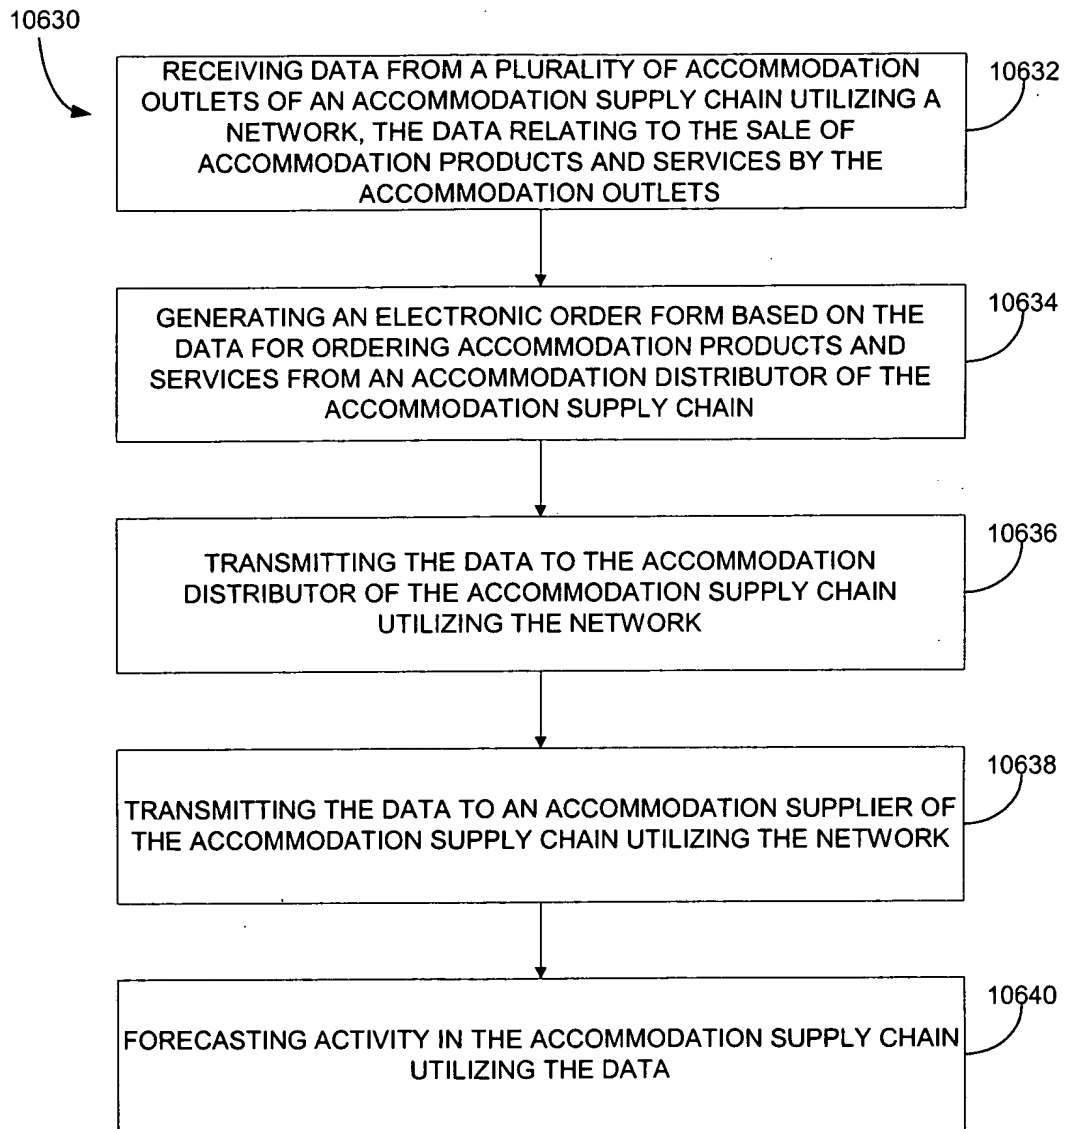 10630
RECEIVING DATA FROM A PLURALITY OF ACCOMMODATION
OUTLETS OF AN ACCOMMODATION SUPPLY CHAIN UTILIZING A
NETWORK, THE DATA RELATING TO THE SALE OF
ACCOMMODATION PRODUCTS AND SERVICES BY THE
ACCOMMODATION OUTLETS
10632
GENERATING AN ELECTRONIC ORDER FORM BASED ON THE
DATA FOR ORDERING ACCOMMODATION PRODUCTS AND
SERVICES FROM AN ACCOMMODATION DISTRIBUTOR OF THE
ACCOMMODATION SUPPLY CHAIN
10634
TRANSMITTING THE DATA TO THE ACCOMMODATION
DISTRIBUTOR OF THE ACCOMMODATION SUPPLY CHAIN
UTILIZING THE NETWORK
10636
TRANSMITTING THE DATA TO AN ACCOMMODATION SUPPLIER OF
THE ACCOMMODATION SUPPLY CHAIN UTILIZING THE NETWORK
10638
FORECASTING ACTIVITY IN THE ACCOMMODATION SUPPLY CHAIN
UTILIZING THE DATA
10640